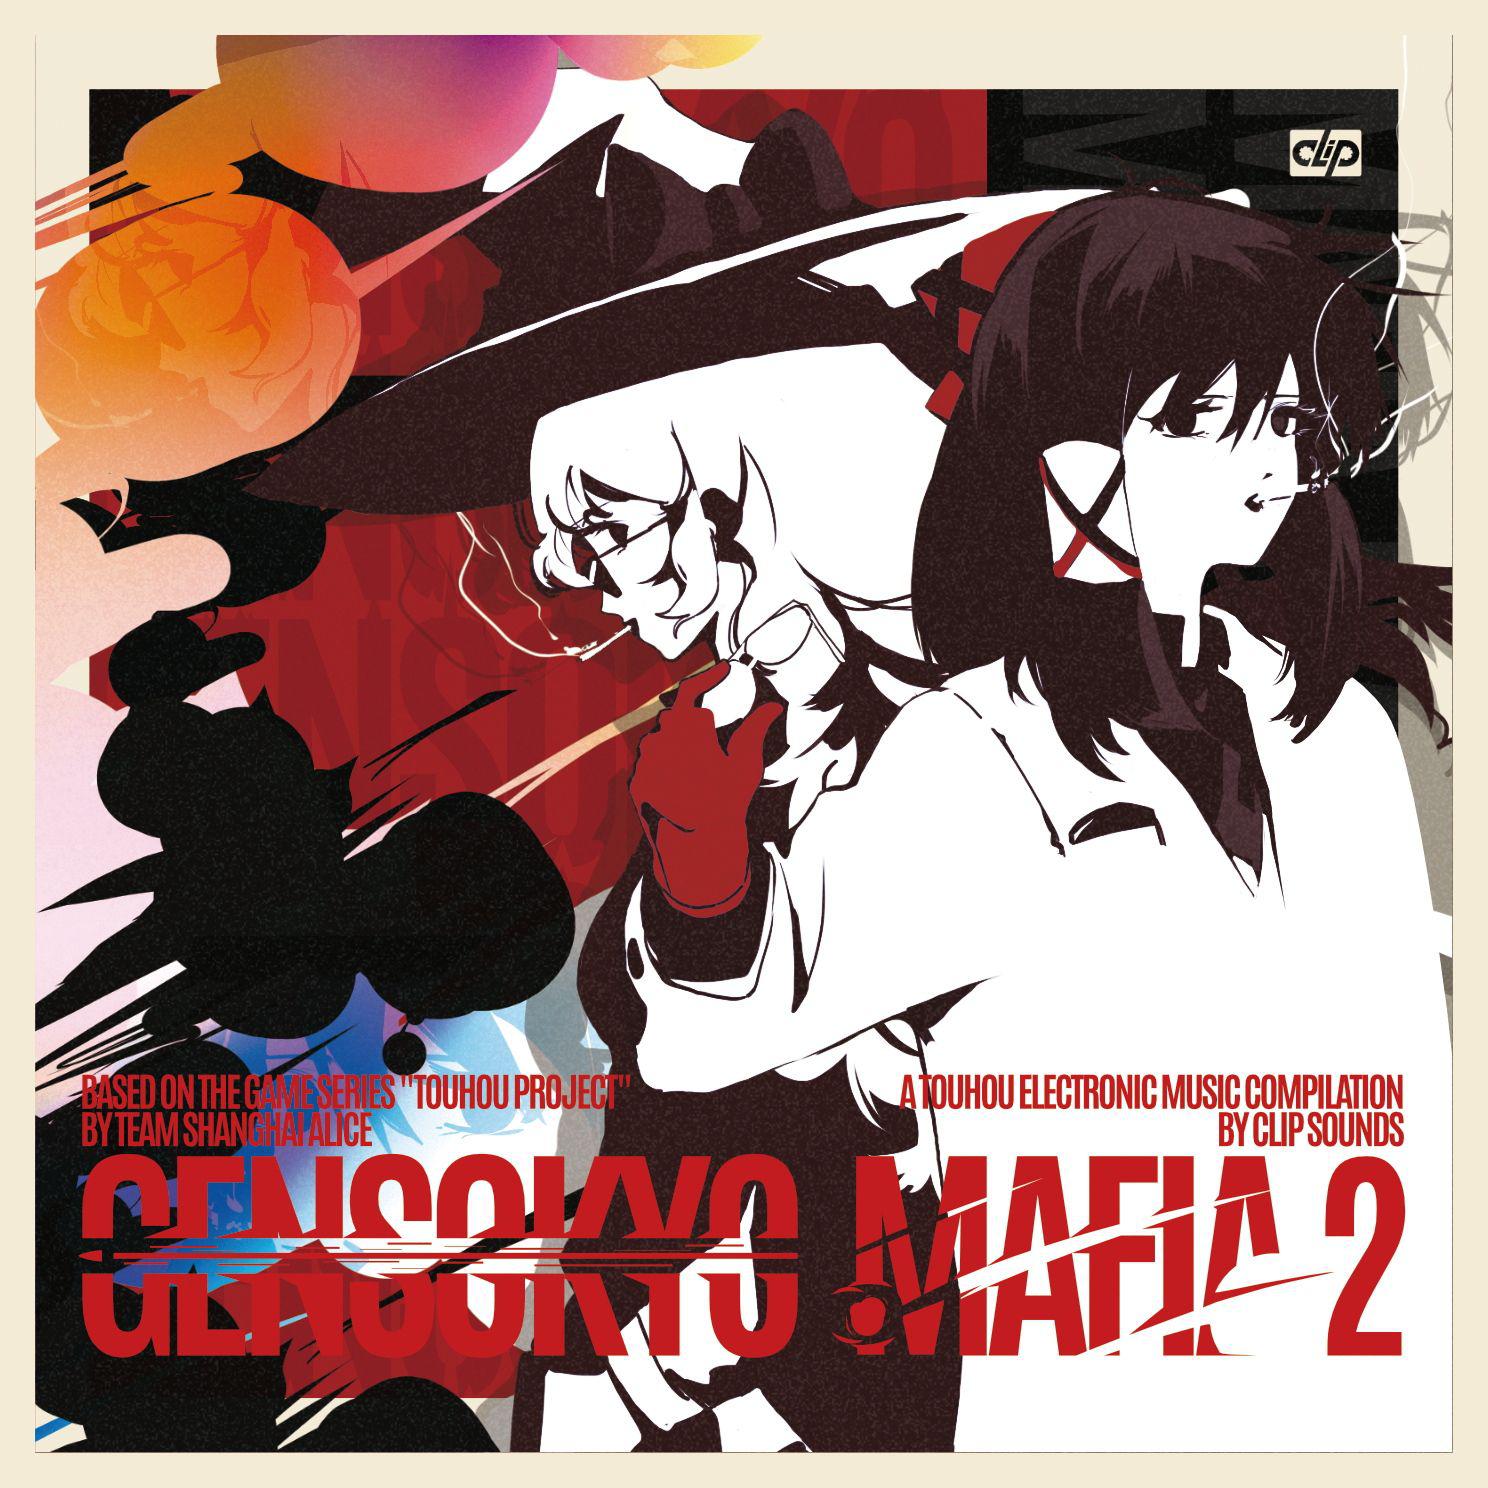 CLIP
BASED ON THE GAME SERIES "TOUHOU PROJECT"
BY TEAM SHANGHAI ALICE
A TOUHOU ELECTRONIC MUSIC COMPILATION
BY CLIP SOUNDS
GENSOKYO MAFIA 2